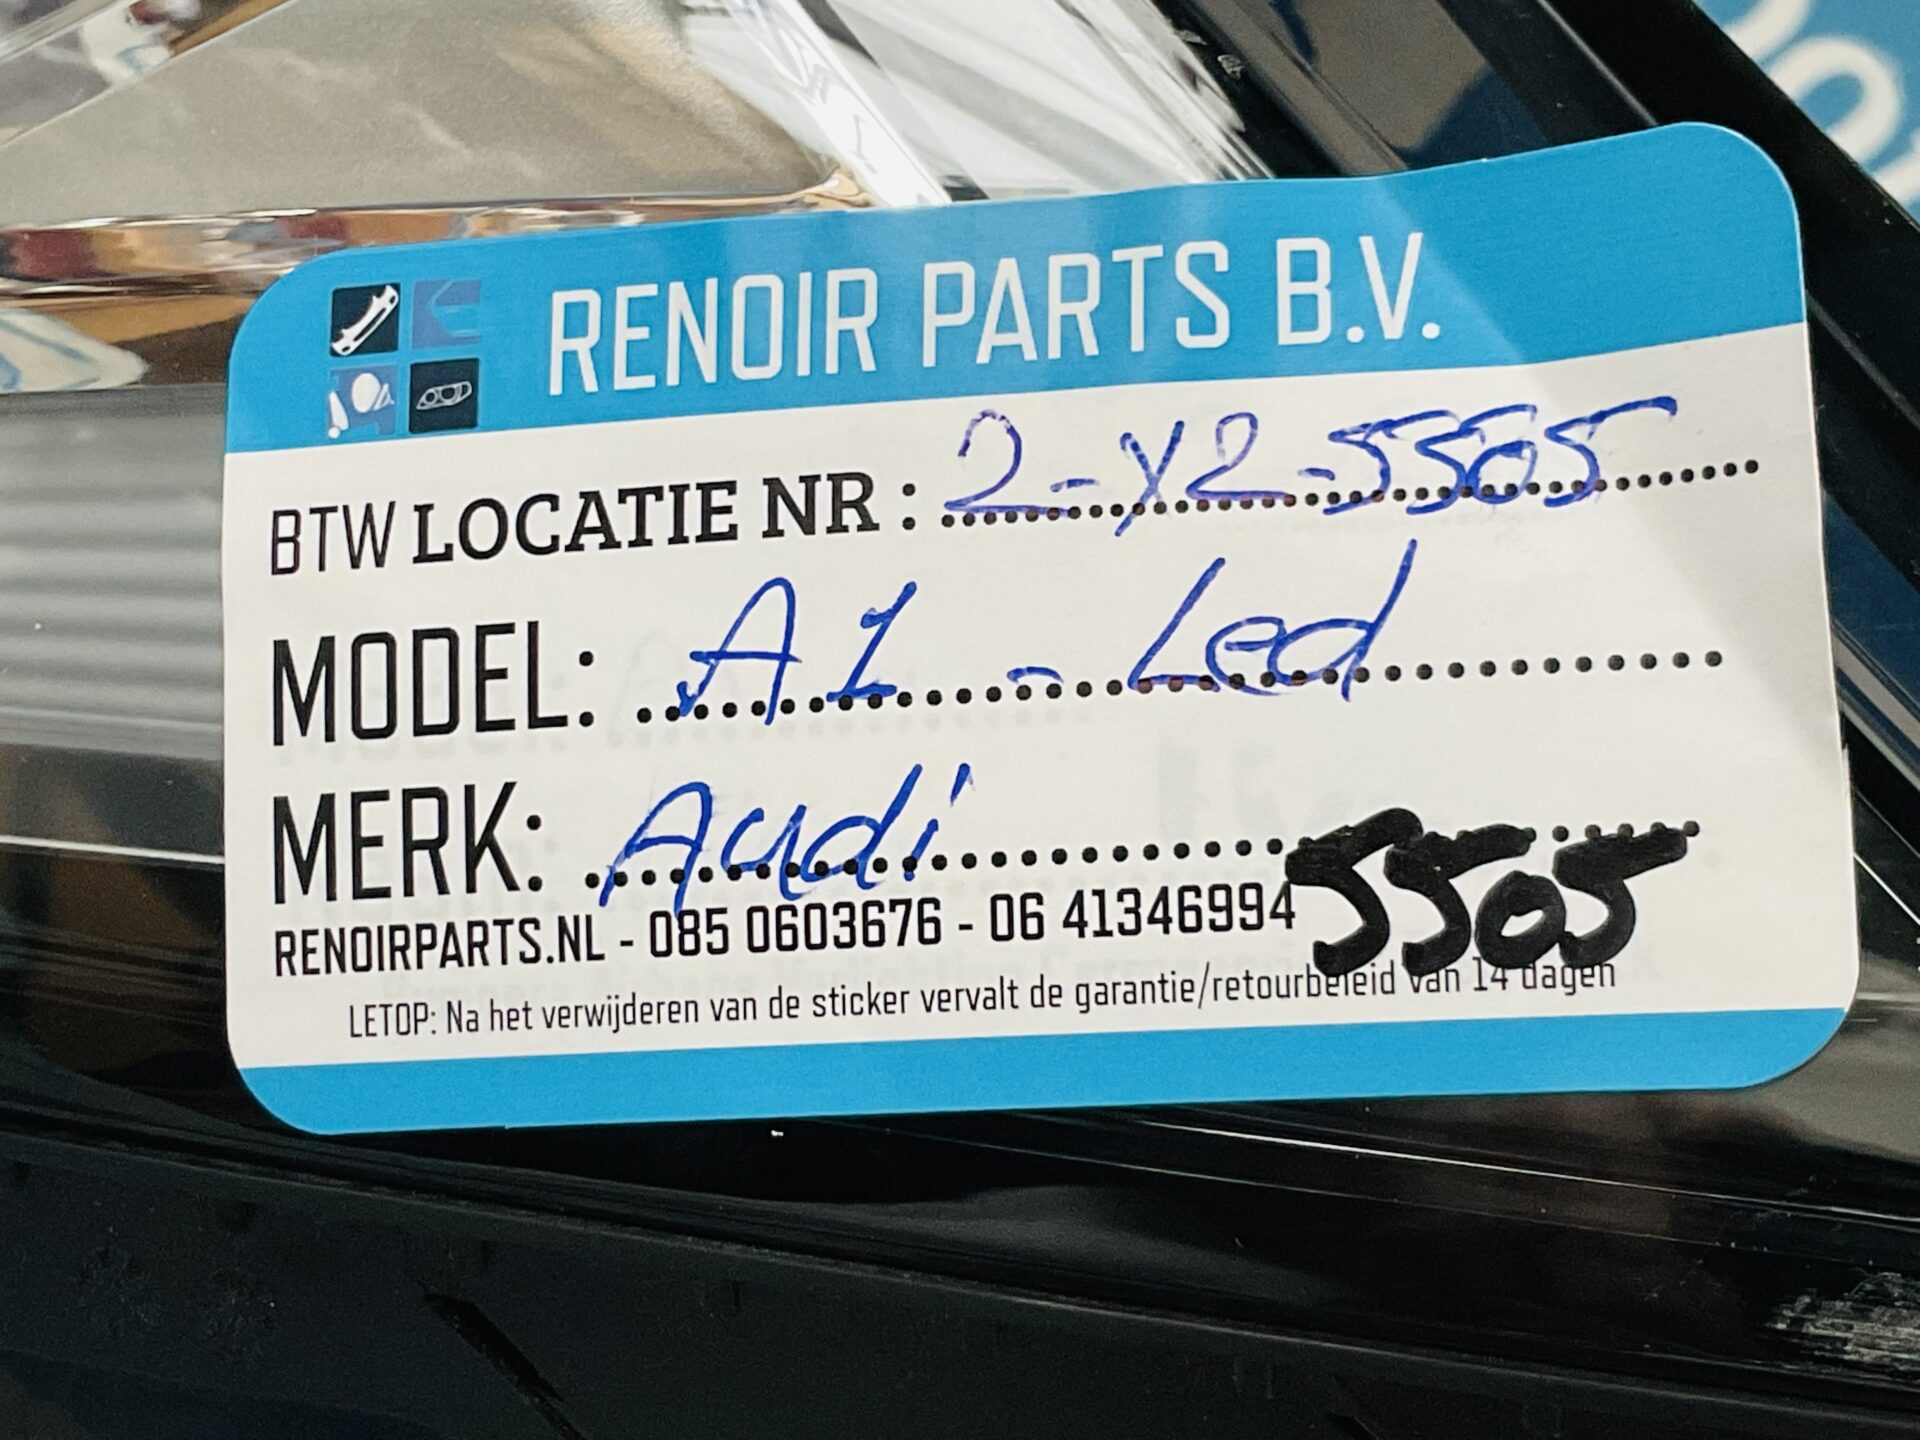 RENOIR PARTS B.V.
BTW LOCATIE NR : 2-Y2-5505
MODEL: A1 - Led
MERK: Audi
RENOIRPARTS.NL - 085 0603676 - 06 41346994 5505
LETOP: Na het verwijderen van de sticker vervalt de garantie/retourbeleid van 14 dagen